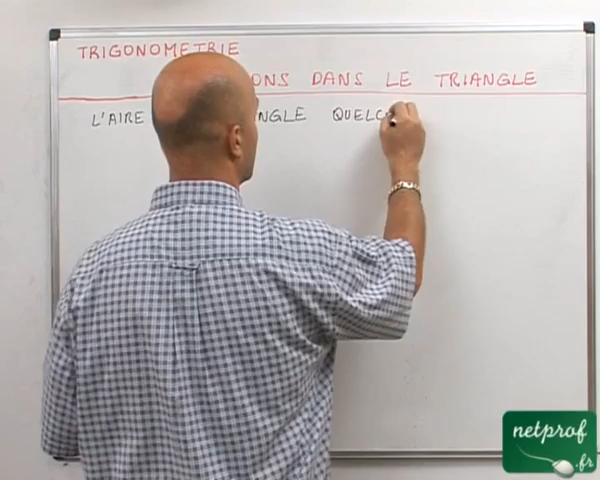 TRIGONOMETRIE
ONS DANS LE TRIANGLE
L'AIRE NGLE QUELC
netprof
.fr